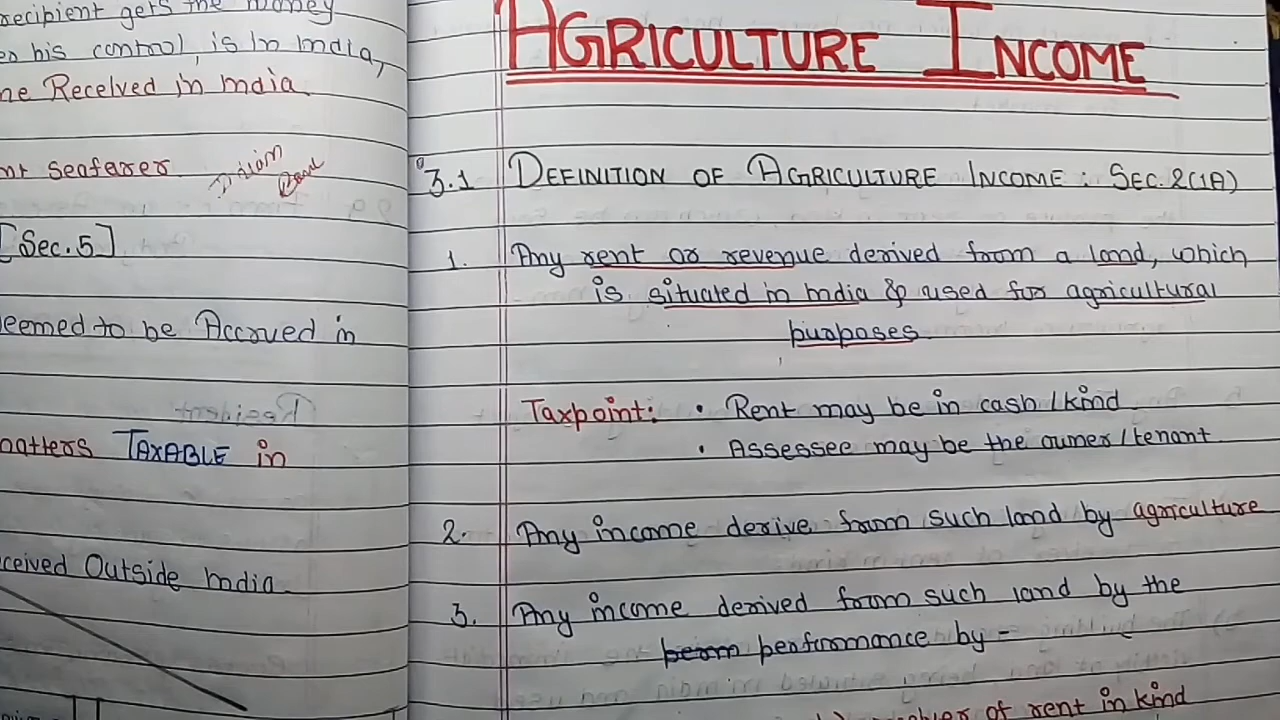 recipient gets the money
his control, is in India,
Received in India.
Seafarer
Indian
[Sec. 5]
Deemed to be Accrued in
matters TAXABLE in
Received Outside India.
AGRICULTURE INCOME
3.1 DEFINITION OF AGRICULTURE INCOME: SEC. 2(1A)
1. Any rent or revenue derived from a land, which
is situated in India & used for agricultural
purposes.
Taxpoint: • Rent may be in cash/kind
• Assessee may be the owner/tenant
2. Any income derive from such land by agriculture
3. Any income derived from such land by the
performance by -
of rent in kind